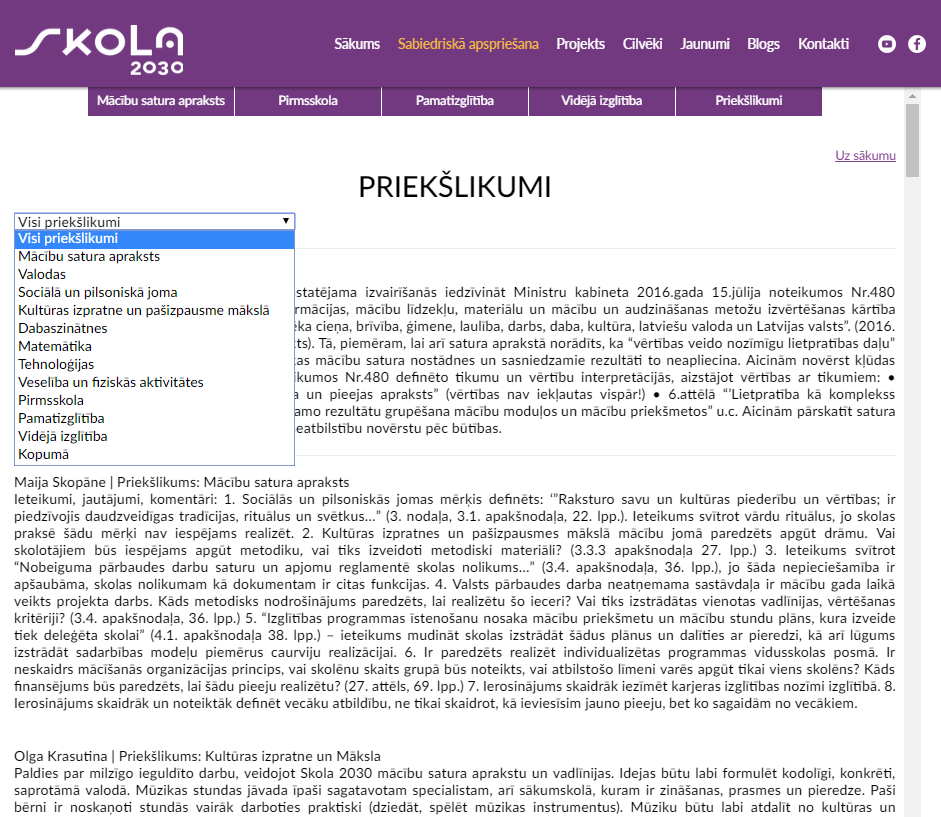 SKOLA
2030
Sākums Sabiedriskā apspriešana Projekts Cilvēki Jaunumi Blogs Kontakti
Mācību satura apraksts Pirmsskola Pamatizglītība Vidējā izglītība Priekšlikumi
Uz sākumu
PRIEKŠLIKUMI
Visi priekšlikumi
Visi priekšlikumi
Mācību satura apraksts
Valodas
Sociālā un pilsoniskā joma
Kultūras izpratne un pašizpausme mākslā
Dabaszinātnes
Matemātika
Tehnoloģijas
Veselība un fiziskās aktivitātes
Pirmsskola
Pamatizglītība
Vidējā izglītība
Kopumā
statējama izvairīšanās iedzīvināt Ministru kabineta 2016.gada 15.jūlija noteikumos Nr.480
rmācijas, mācību līdzekļu, materiālu un mācību un audzināšanas metožu izvērtēšanas kārtība
ēka cieņa, brīvība, ģimene, laulība, darbs, daba, kultūra, latviešu valoda un Latvijas valsts”. (2016.
ts). Tā, piemēram, lai arī satura aprakstā norādīts, ka “vērtības veido nozīmīgu lietpratības daļu”
as mācību satura nostādnes un sasniedzamie rezultāti to neapliecina. Aicinām novērst kļūdas
ikumos Nr.480 definēto tikumu un vērtību interpretācijās, aizstājot vērtības ar tikumiem: •
a un pieejas apraksts” (vērtības nav iekļautas vispār!) • 6.attēlā “’Lietpratība kā komplekss
amo rezultātu grupēšana mācību moduļos un mācību priekšmetos” u.c. Aicinām pārskatīt satura
eatbilstību novērstu pēc būtības.
Maija Skopāne | Priekšlikums: Mācību satura apraksts
Ieteikumi, jautājumi, komentāri: 1. Sociālās un pilsoniskās jomas mērķis definēts: ‘”Raksturo savu un kultūras piederību un vērtības; ir
piedzīvojis daudzveidīgas tradīcijas, rituālus un svētkus…” (3. nodaļa, 3.1. apakšnodaļa, 22. lpp.). Ieteikums svītrot vārdu rituālus, jo skolas
praksē šādu mērķi nav iespējams realizēt. 2. Kultūras izpratnes un pašizpausmes mākslā mācību jomā paredzēts apgūt drāmu. Vai
skolotājiem būs iespējams apgūt metodiku, vai tiks izveidoti metodiski materiāli? (3.3.3 apakšnodaļa 27. lpp.) 3. Ieteikums svītrot
“Nobeiguma pārbaudes darbu saturu un apjomu reglamentē skolas nolikums…” (3.4. apakšnodaļa, 36. lpp.), jo šāda nepieciešamība ir
apšaubāma, skolas nolikumam kā dokumentam ir citas funkcijas. 4. Valsts pārbaudes darba neatņemama sastāvdaļa ir mācību gada laikā
veikts projekta darbs. Kāds metodisks nodrošinājums paredzēts, lai realizētu šo ieceri? Vai tiks izstrādātas vienotas vadlīnijas, vērtēšanas
kritēriji? (3.4. apakšnodaļa, 36. lpp.) 5. “Izglītības programmas īstenošanu nosaka mācību priekšmetu un mācību stundu plāns, kura izveide
tiek deleģēta skolai” (4.1. apakšnodaļa 38. lpp.) – ieteikums mudināt skolas izstrādāt šādus plānus un dalīties ar pieredzi, kā arī lūgums
izstrādāt sadarbības modeļu piemērus caurviju realizācijai. 6. Ir paredzēts realizēt individualizētas programmas vidusskolas posmā. Ir
neskaidrs mācīšanās organizācijas princips, vai skolēnu skaits grupā būs noteikts, vai atbilstošo līmeni varēs apgūt tikai viens skolēns? Kāds
finansējums būs paredzēts, lai šādu pieeju realizētu? (27. attēls, 69. lpp.) 7. Ierosinājums skaidrāk iezīmēt karjeras izglītības nozīmi izglītībā. 8.
Ierosinājums skaidrāk un noteiktāk definēt vecāku atbildību, ne tikai skaidrot, kā ieviesīsim jauno pieeju, bet ko sagaidām no vecākiem.
Olga Krasutina | Priekšlikums: Kultūras izpratne un Māksla
Paldies par milzīgo ieguldīto darbu, veidojot Skola 2030 mācību satura aprakstu un vadlīnijas. Idejas būtu labi formulēt kodolīgi, konkrēti,
saprotāmā valodā. Mūzikas stundas jāvada īpaši sagatavotam specialistam, arī sākumskolā, kuram ir zināšanas, prasmes un pieredze. Paši
bērni ir noskaņoti stundās vairāk darboties praktiski (dziedāt, spēlēt mūzikas instrumentus). Mūziku būtu labi atdalīt no kultūras un